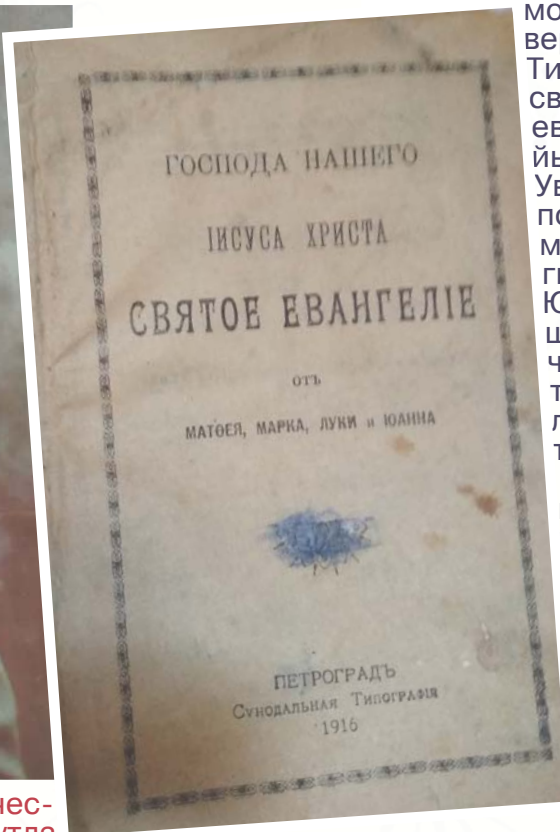 ГОСПОДА НАШЕГО
ІИСУСА ХРИСТА
СВЯТОЕ ЕВАНГЕЛІЕ
отъ
МАТѲЕЯ, МАРКА, ЛУКИ и ІОАННА
ПЕТРОГРАДЪ
Сѵнодальная Типографія
1916